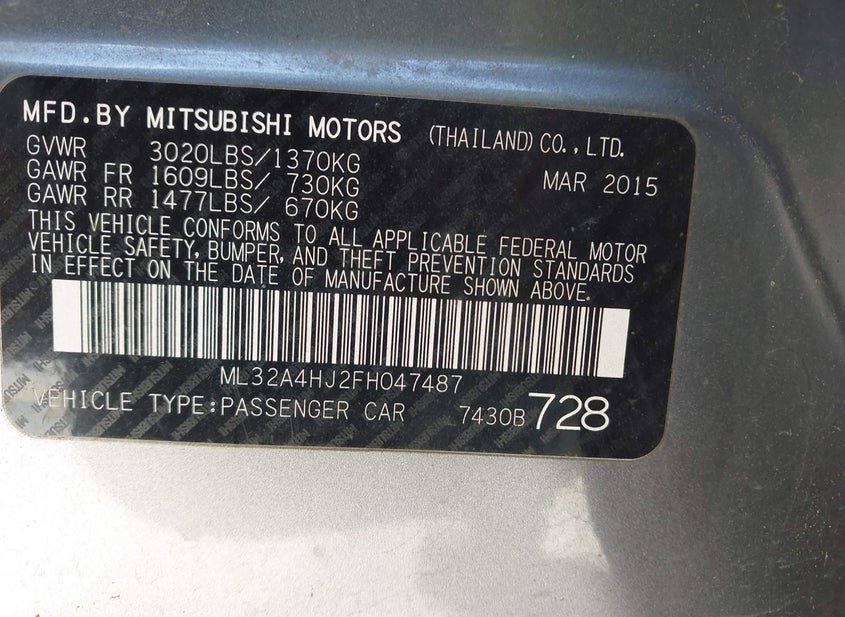 MFD.BY MITSUBISHI MOTORS (THAILAND) CO., LTD.
GVWR 3020LBS/1370KG
GAWR FR 1609LBS/ 730KG MAR 2015
GAWR RR 1477LBS/ 670KG
THIS VEHICLE CONFORMS TO ALL APPLICABLE FEDERAL MOTOR
VEHICLE SAFETY, BUMPER, AND THEFT PREVENTION STANDARDS
IN EFFECT ON THE DATE OF MANUFACTURE SHOWN ABOVE.
ML32A4HJ2FH047487
VEHICLE TYPE:PASSENGER CAR 7430B 728